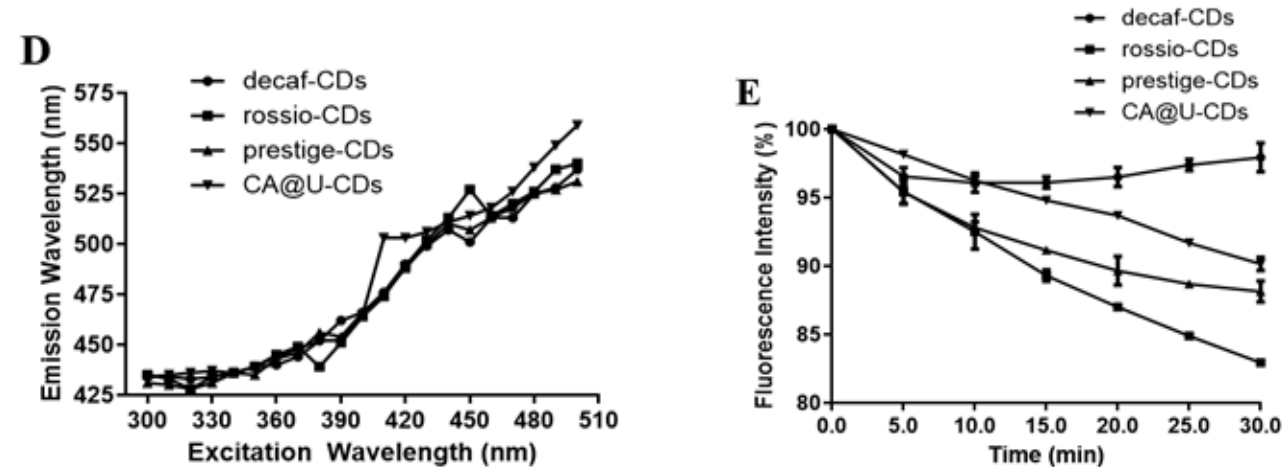 D
decaf-CDs
rossio-CDs
prestige-CDs
CA@U-CDs
Emission Wavelength (nm)
575
550
525
500
475
450
425
300 330 360 390 420 450 480 510
Excitation Wavelength (nm)
E
decaf-CDs
rossio-CDs
prestige-CDs
CA@U-CDs
Fluorescence Intensity (%)
100
95
90
85
80
0.0 5.0 10.0 15.0 20.0 25.0 30.0
Time (min)